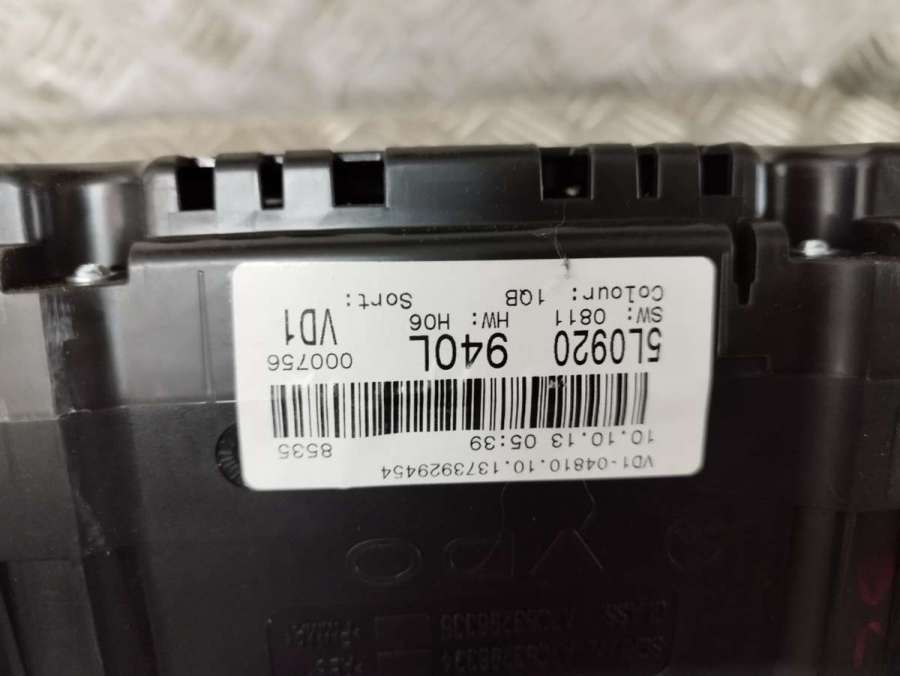 VD1-04810.10.1373929454
10.10.13 05:39 8535
5L0920 940L 000756
SW: 0811 HW: H06 VD1
Colour: 1QB Sort:
VDO